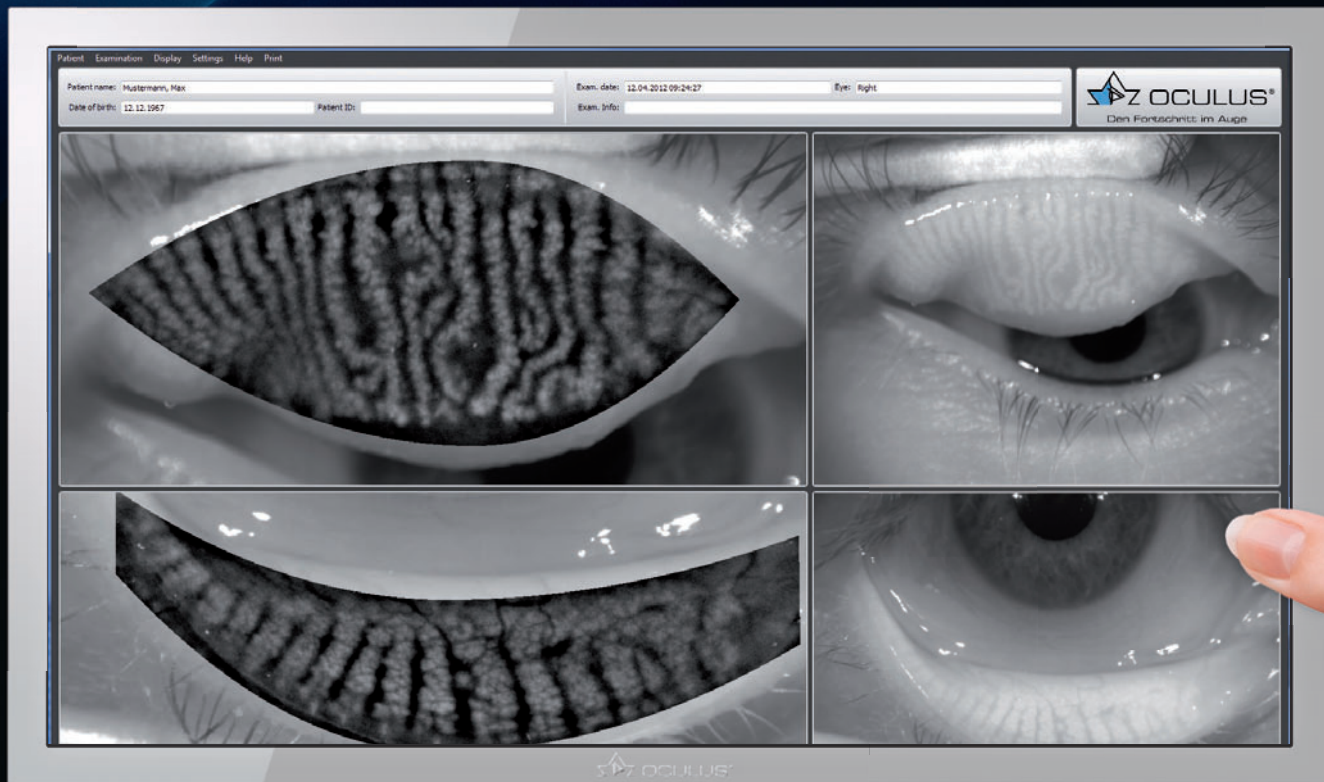 Patient Examination Display Settings Help Print
Patient name: Mustermann, Max Exam. date: 12.04.2012 09:24:27 Eye: Right
Date of birth: 12.12.1967 Patient ID: Exam. Info:
OCULUS®
Den Fortschritt im Auge
OCULUS®